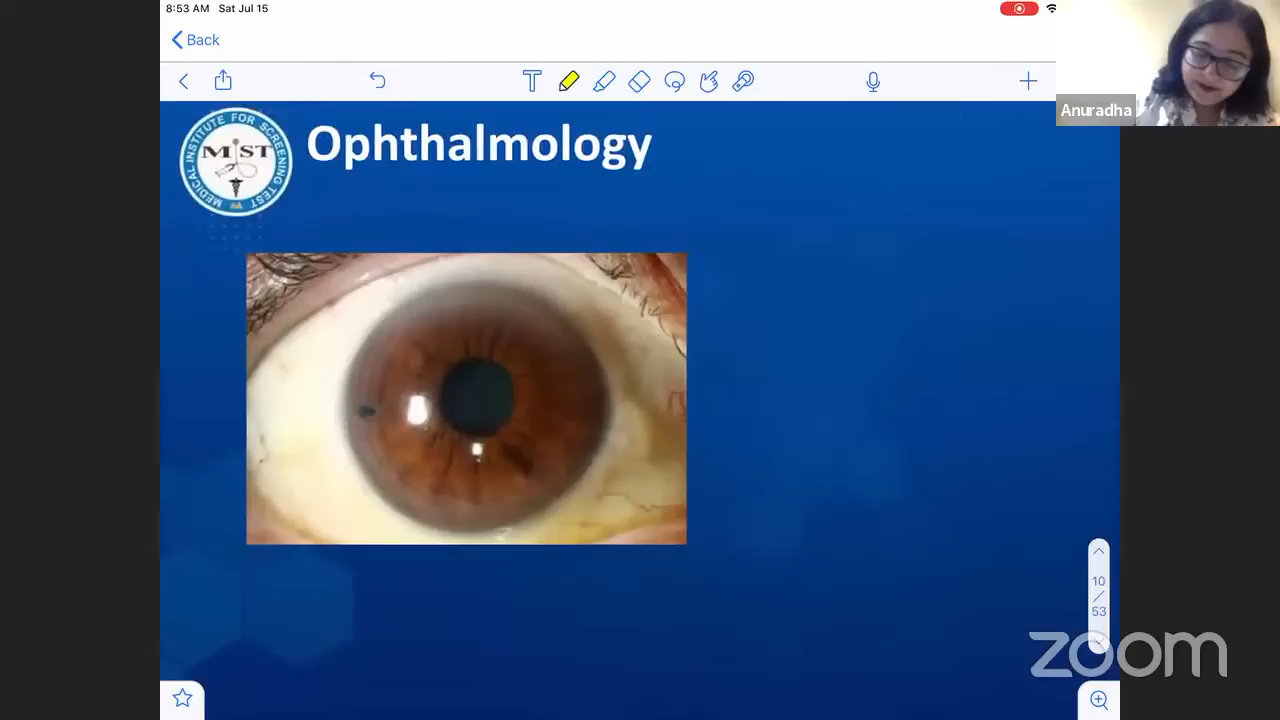 8:53 AM Sat Jul 15
Back
Anuradha
MEDICAL INSTITUTE FOR SCREENING TEST
MIST
Ophthalmology
10
/
53
zoom